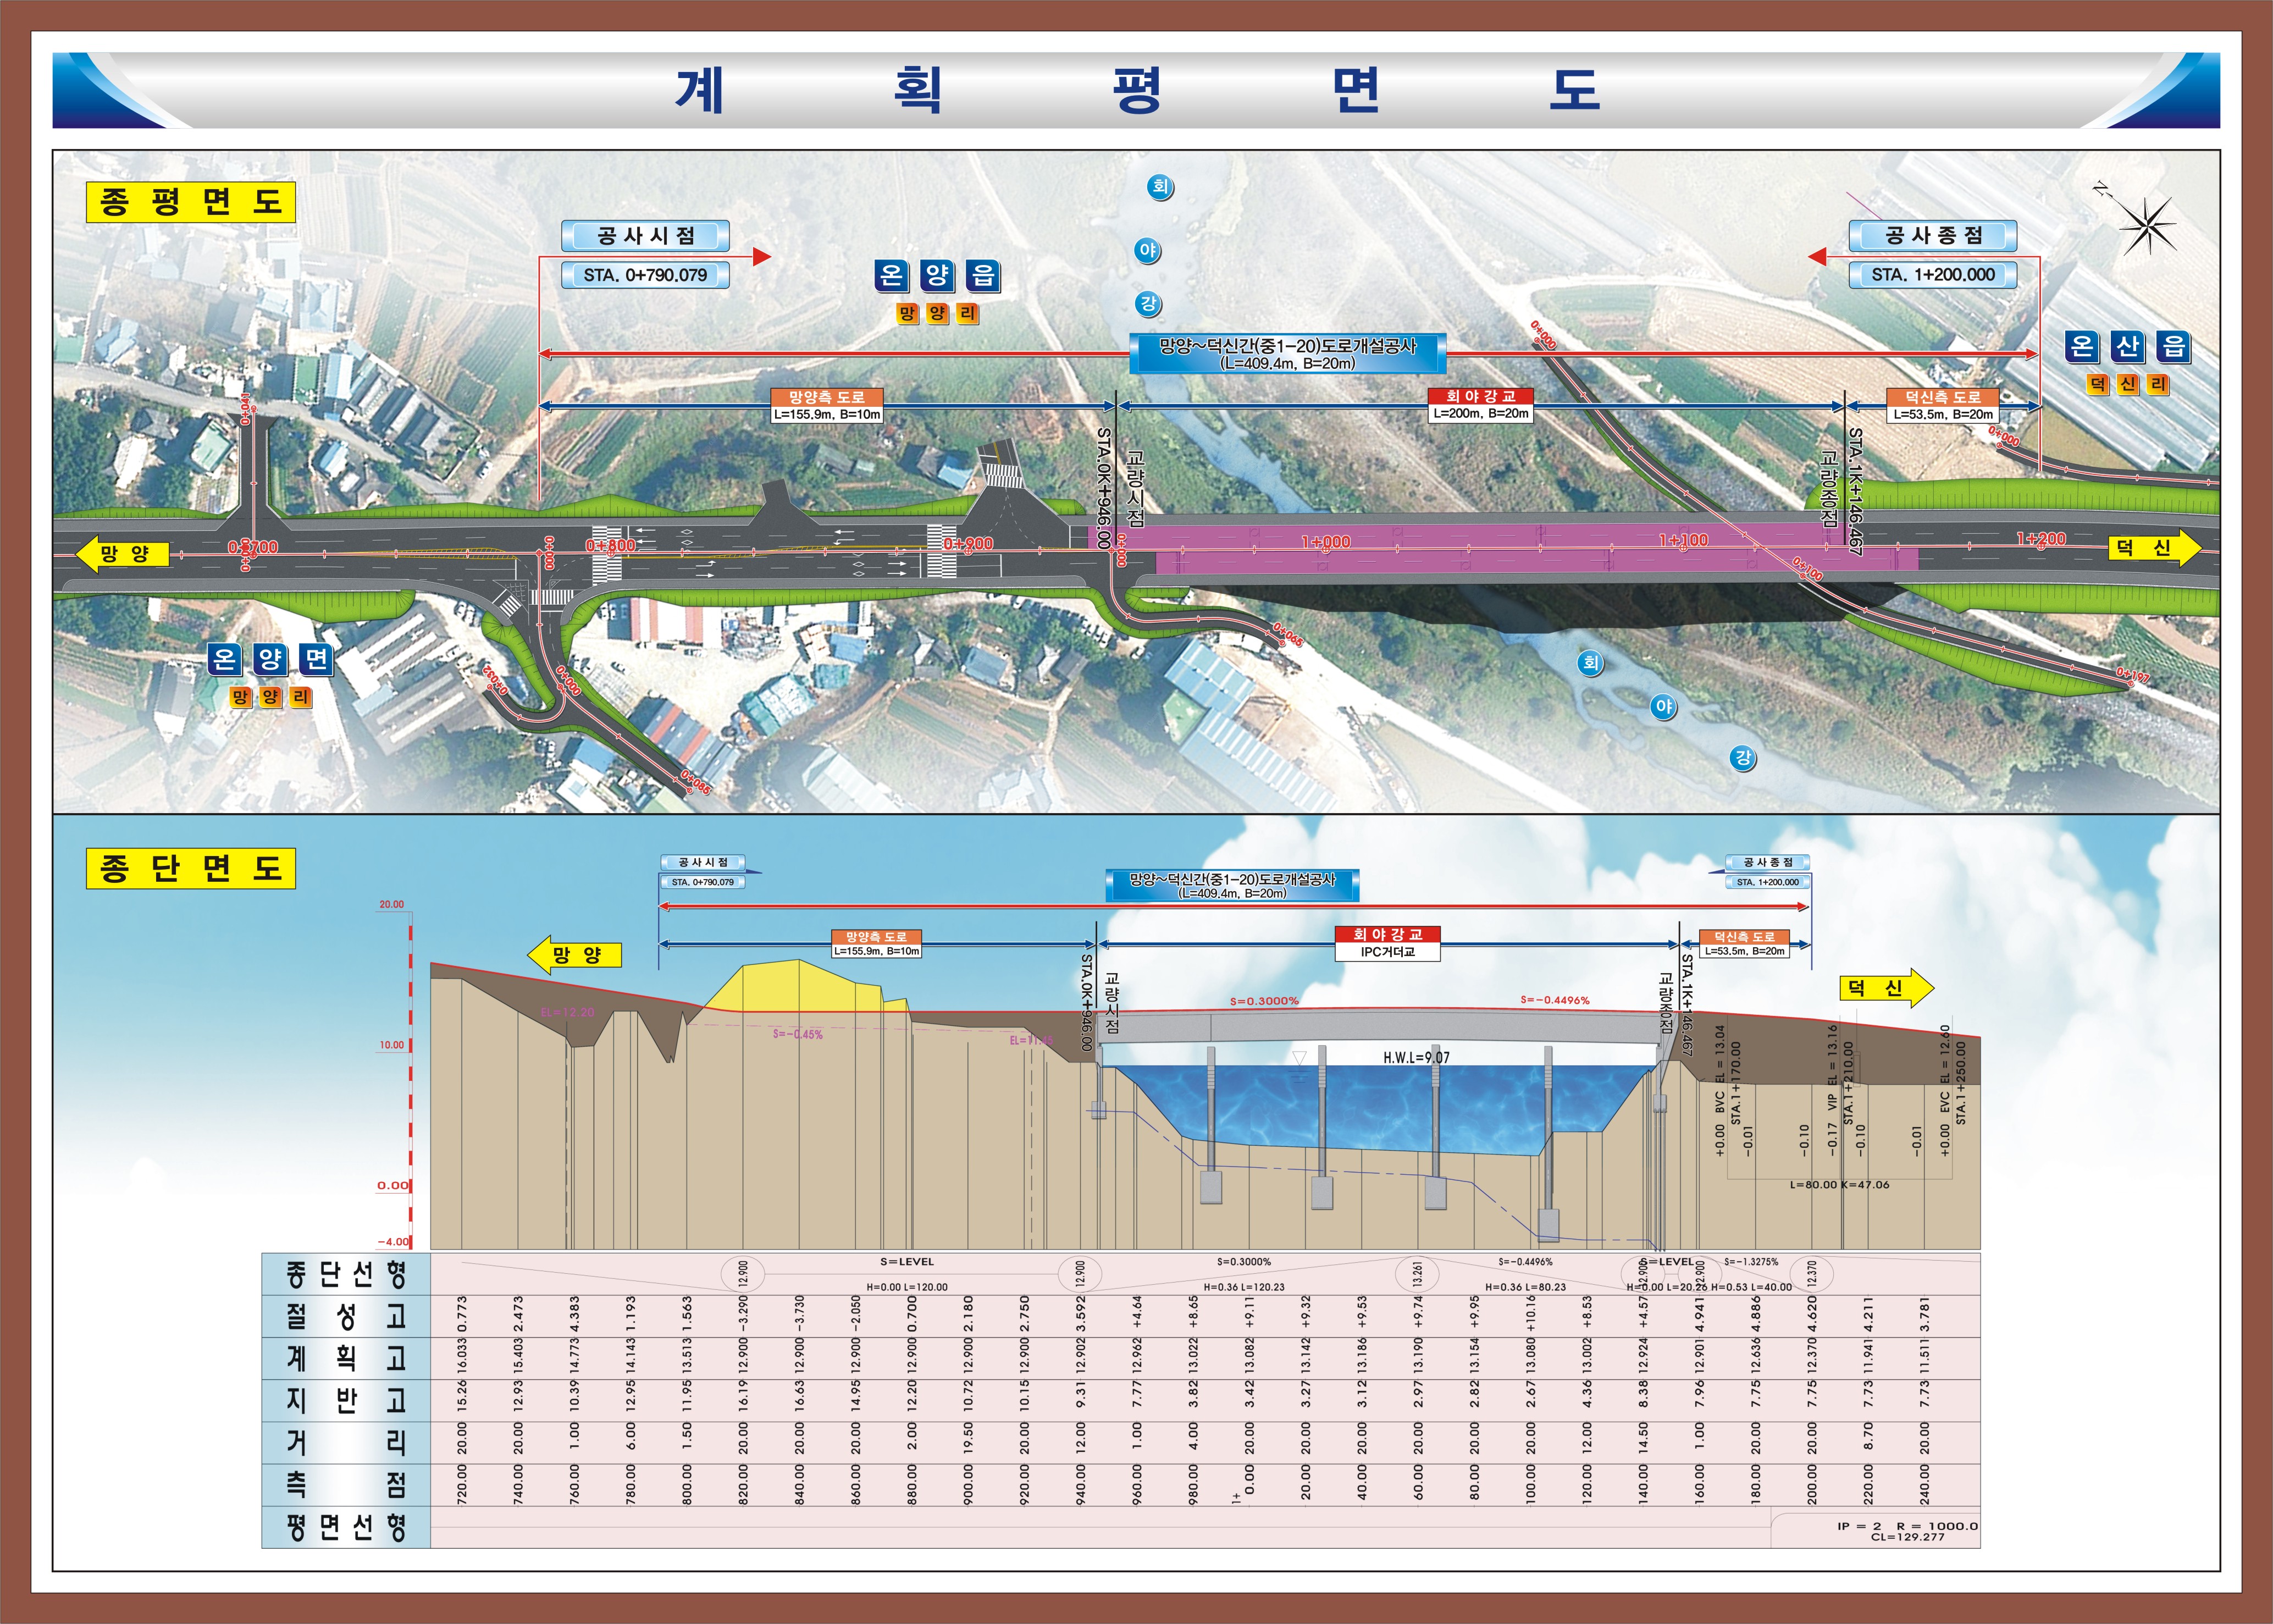 계 획 평 면 도
종 평 면 도
공 사 시 점
STA. 0+790.079
온 양 읍
망 양 리
회
야
강
공 사 종 점
STA. 1+200.000
N
망양~덕신간(중1-20)도로개설공사
(L=409.4m, B=20m)
온 산 읍
덕 신 리
망양측 도로
L=155.9m, B=10m
회 야 강 교
L=200m, B=20m
덕신측 도로
L=53.5m, B=20m
0+041
0+000
0+000
STA.0K+946.00
교량시점
교량종점
STA.1K+146.467
망 양
0+700
0+000
0+800
0+900
0+000
1+000
1+100
1+200
덕 신
0+100
0+065
0+197
온 양 면
망 양 리
0+032
0+000
0+085
회
야
강
종 단 면 도
공 사 시 점
STA. 0+790.079
망양~덕신간(중1-20)도로개설공사
(L=409.4m, B=20m)
공 사 종 점
STA. 1+200.000
20.00
10.00
0.00
-4.00
망 양
망양측 도로
L=155.9m, B=10m
회 야 강 교
IPC거더교
덕신측 도로
L=53.5m, B=20m
덕 신
STA.0K+946.00
교량시점
교량종점
STA.1K+146.467
EL=12.20
S=-0.45%
S=0.3000%
S=-0.4496%
H.W.L=9.07
+0.00 BVC EL = 13.04
STA.1+170.00
-0.01
-0.10
-0.17 VIP EL = 13.16
STA.1+210.00
-0.10
-0.01
+0.00 EVC EL = 12.60
STA.1+250.00
L=80.00 K=47.06
종 단 선 형
12.900 S=LEVEL H=0.00 L=120.00 12.900 S=0.3000% H=0.36 L=120.23 13.261 S=-0.4496% H=0.36 L=80.23 12.900 S=LEVEL H=0.00 L=20.26 12.900 S=-1.3275% H=0.53 L=40.00 12.370
절 성 고 0.773 2.473 4.383 1.193 1.563 -3.290 -3.730 -2.050 0.700 2.180 2.750 3.592 +4.64 +8.65 +9.11 +9.32 +9.53 +9.74 +9.95 +10.16 +8.53 +4.57 4.941 4.886 4.620 4.211 3.781
계 획 고 16.033 15.403 14.773 14.143 13.513 12.900 12.900 12.900 12.900 12.900 12.900 12.902 12.962 13.022 13.082 13.142 13.186 13.190 13.154 13.080 13.002 12.924 12.901 12.636 12.370 11.941 11.511
지 반 고 15.26 12.93 10.39 12.95 11.95 16.19 16.63 14.95 12.20 10.72 10.15 9.31 7.77 3.82 3.42 3.27 3.12 2.97 2.82 2.67 4.36 8.38 7.96 7.75 7.75 7.73 7.73
거 리 20.00 20.00 1.00 6.00 1.50 20.00 20.00 20.00 2.00 19.50 20.00 12.00 1.00 4.00 20.00 20.00 20.00 20.00 20.00 20.00 12.00 14.50 1.00 20.00 20.00 8.70 20.00
측 점 720.00 740.00 760.00 780.00 800.00 820.00 840.00 860.00 880.00 900.00 920.00 940.00 960.00 980.00 1+ 0.00 20.00 40.00 60.00 80.00 100.00 120.00 140.00 160.00 180.00 200.00 220.00 240.00
평 면 선 형
IP = 2 R = 1000.0
CL=129.277